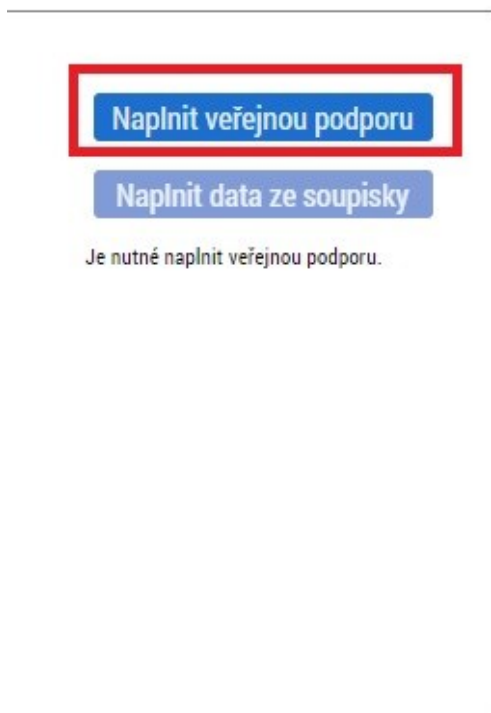 Naplnit veřejnou podporu
Naplnit data ze soupisky
Je nutné naplnit veřejnou podporu.